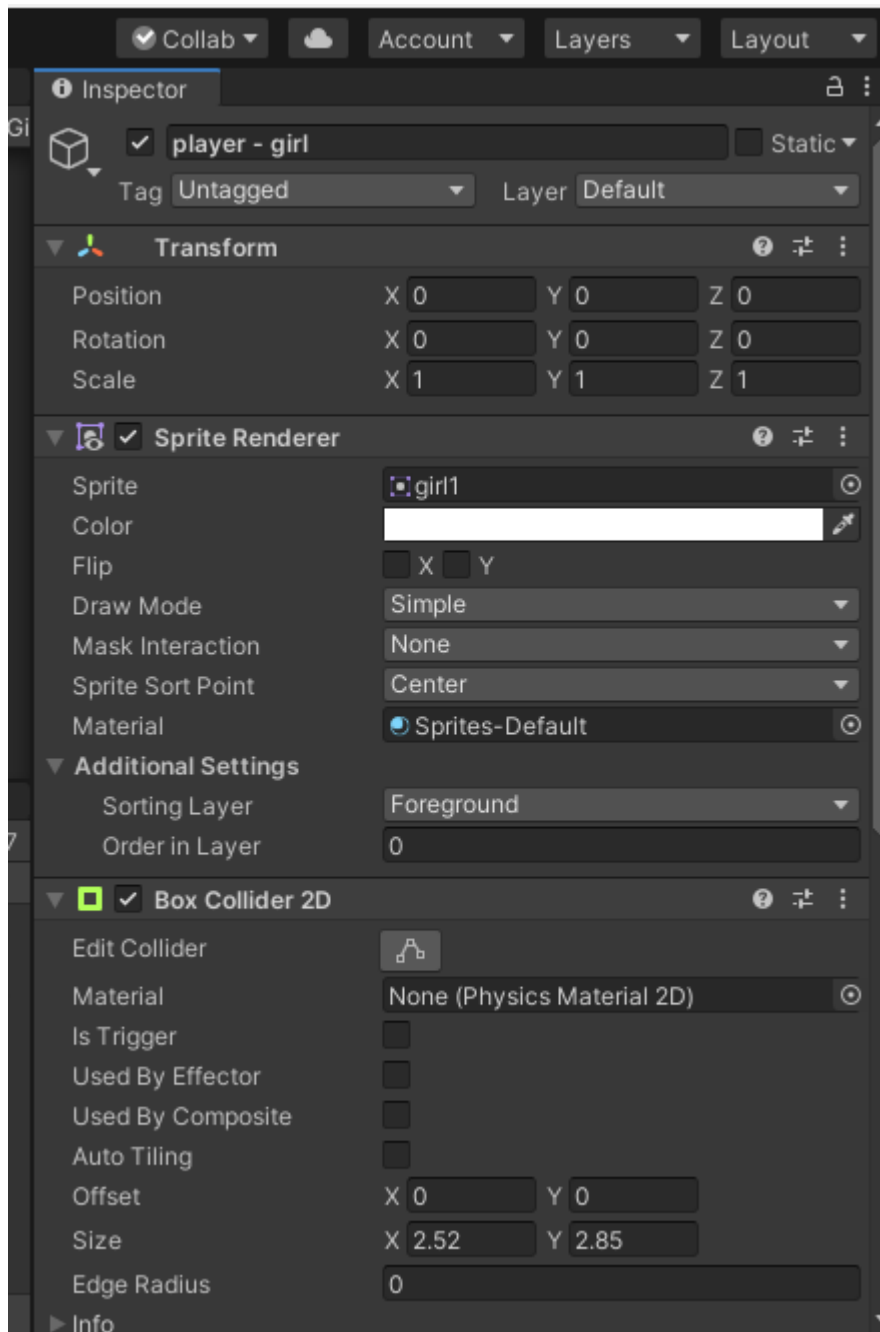 Collab Account Layers Layout
Inspector
Gi
player - girl Static
Tag Untagged Layer Default
Transform
Position X 0 Y 0 Z 0
Rotation X 0 Y 0 Z 0
Scale X 1 Y 1 Z 1
Sprite Renderer
Sprite girl1
Color
Flip X Y
Draw Mode Simple
Mask Interaction None
Sprite Sort Point Center
Material Sprites-Default
Additional Settings
Sorting Layer Foreground
7
Order in Layer 0
Box Collider 2D
Edit Collider
Material None (Physics Material 2D)
Is Trigger
Used By Effector
Used By Composite
Auto Tiling
Offset X 0 Y 0
Size X 2.52 Y 2.85
Edge Radius 0
Info